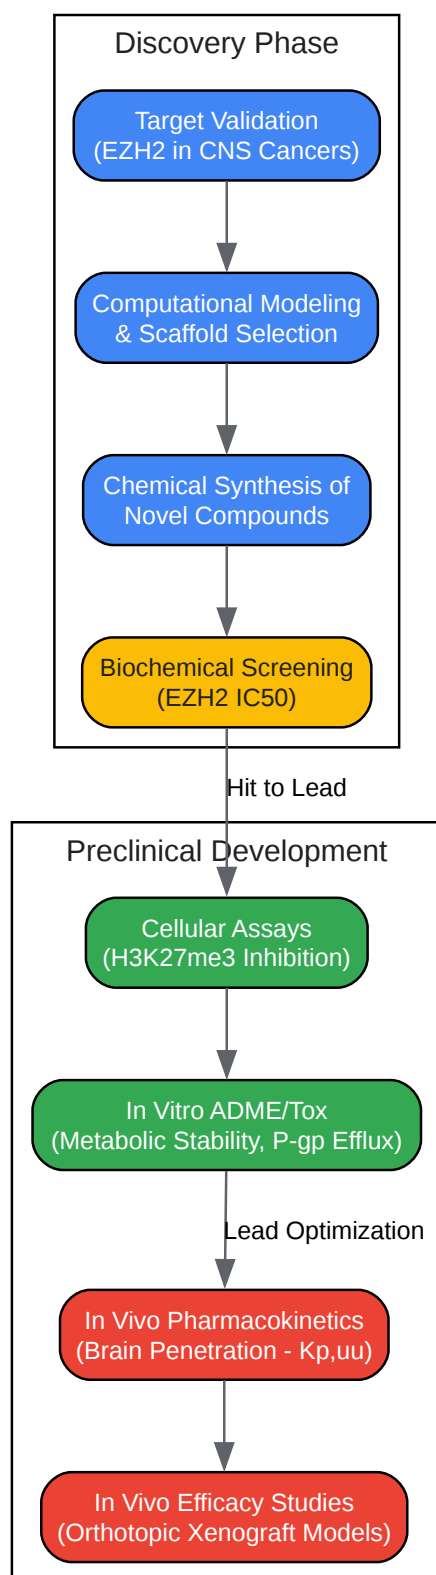 Discovery Phase
Target Validation
(EZH2 in CNS Cancers)
Computational Modeling
& Scaffold Selection
Chemical Synthesis of
Novel Compounds
Biochemical Screening
(EZH2 IC50)
Hit to Lead
Preclinical Development
Cellular Assays
(H3K27me3 Inhibition)
In Vitro ADME/Tox
(Metabolic Stability, P-gp Efflux)
Lead Optimization
In Vivo Pharmacokinetics
(Brain Penetration - Kp,uu)
In Vivo Efficacy Studies
(Orthotopic Xenograft Models)